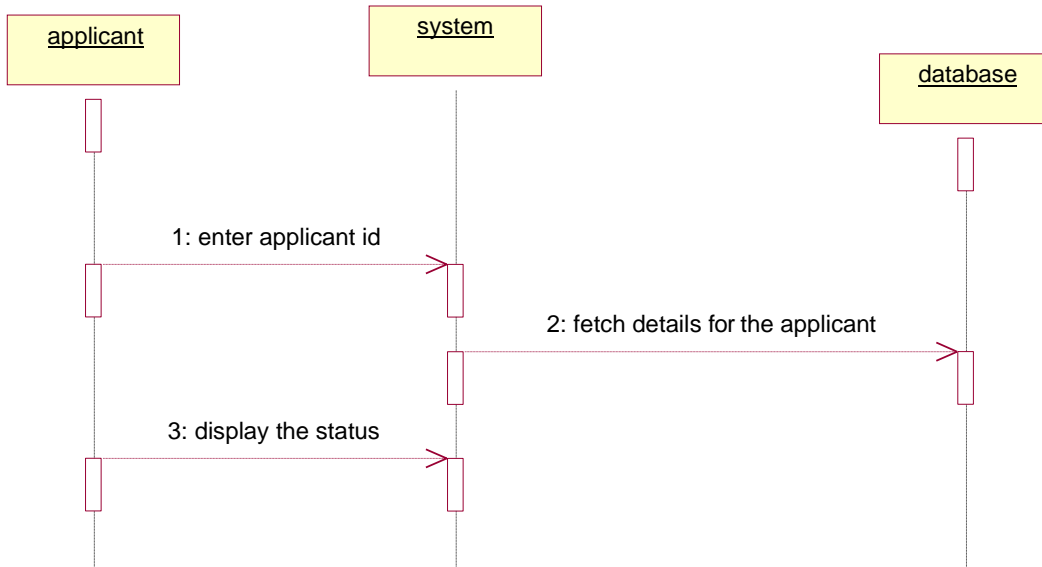 applicant
system
database
1: enter applicant id
2: fetch details for the applicant
3: display the status